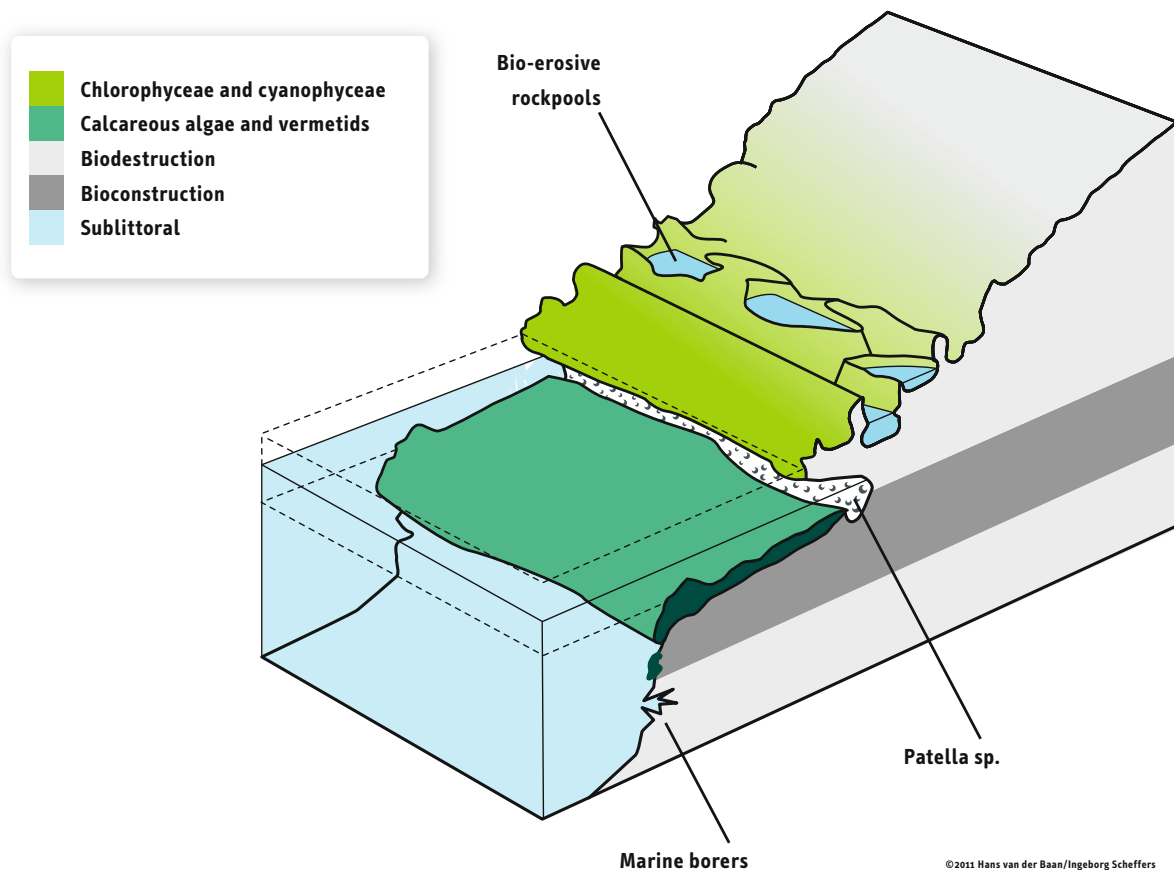 Chlorophyceae and cyanophyceae
Calcareous algae and vermetids
Biodestruction
Bioconstruction
Sublittoral
Bio-erosive
rockpools
Patella sp.
Marine borers
©2011 Hans van der Baan/Ingeborg Scheffers